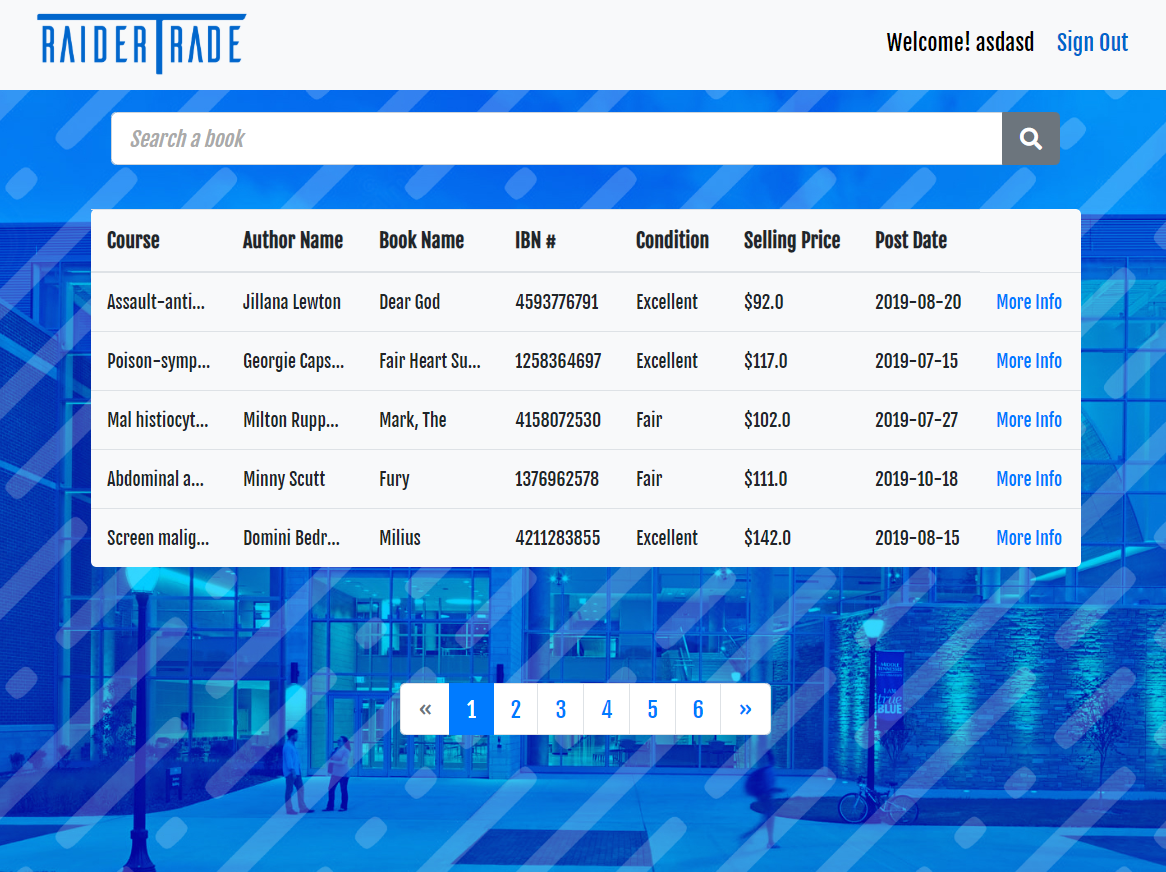 RAIDERTRADE
Welcome! asdasd Sign Out
Search a book
Course Author Name Book Name IBN # Condition Selling Price Post Date
Assault-anti... Jillana Lewton Dear God 4593776791 Excellent $92.0 2019-08-20 More Info
Poison-symp... Georgie Caps... Fair Heart Su... 1258364697 Excellent $117.0 2019-07-15 More Info
Mal histiocyt... Milton Rupp... Mark, The 4158072530 Fair $102.0 2019-07-27 More Info
Abdominal a... Minny Scutt Fury 1376962578 Fair $111.0 2019-10-18 More Info
Screen malig... Domini Bedr... Milius 4211283855 Excellent $142.0 2019-08-15 More Info
I AM
true
BLUE
« 1 2 3 4 5 6 »